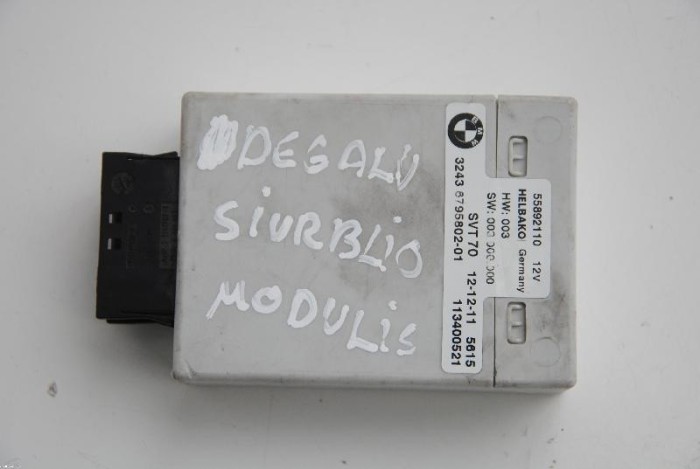 DEGALU
SIURBLIO
MODULIS
BMW
3243 6795802-01
SVT 70 12-12-11 5615
113400521
55892110 12V
HELBAKO Germany
HW: 003
SW: 000 000 000